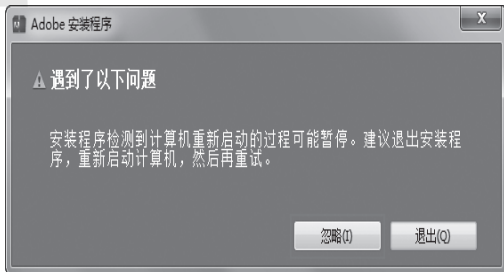 Adobe 安装程序
X
遇到了以下问题
安装程序检测到计算机重新启动的过程可能暂停。建议退出安装程
序，重新启动计算机，然后再重试。
忽略(I) 退出(Q)